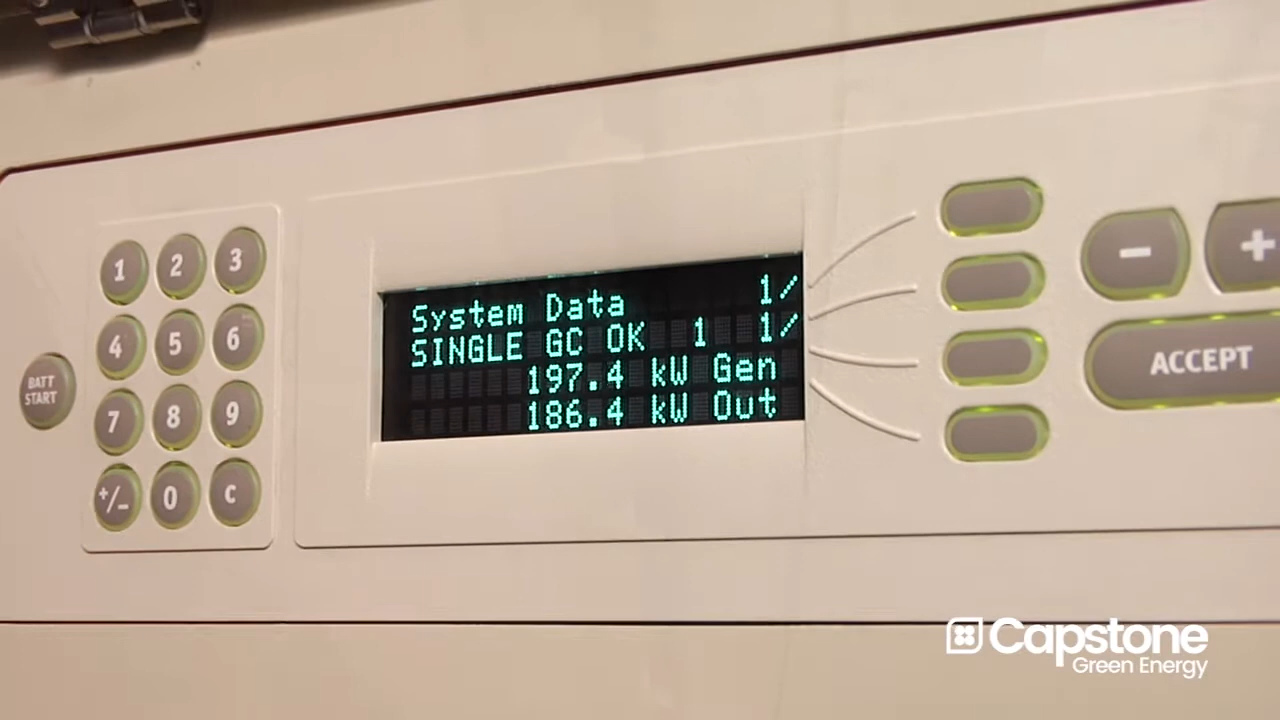 System Data 1/
SINGLE GC OK 1 1/
197.4 kW Gen
186.4 kW Out
1 2 3
4 5 6
7 8 9
+/- 0 C
BATT
START
- +
ACCEPT
Capstone
Green Energy